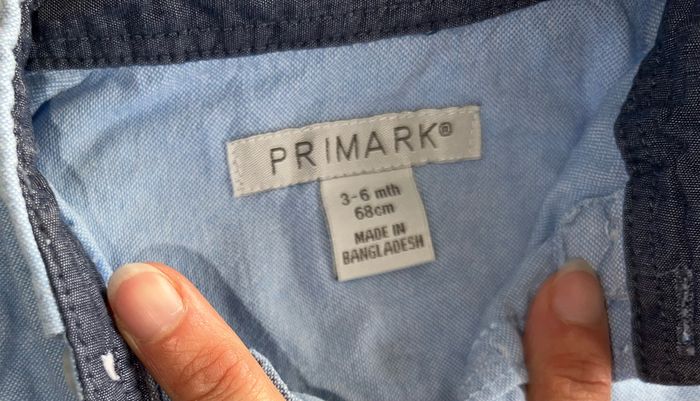 PRIMARK®
3-6 mth
68cm
MADE IN
BANGLADESH